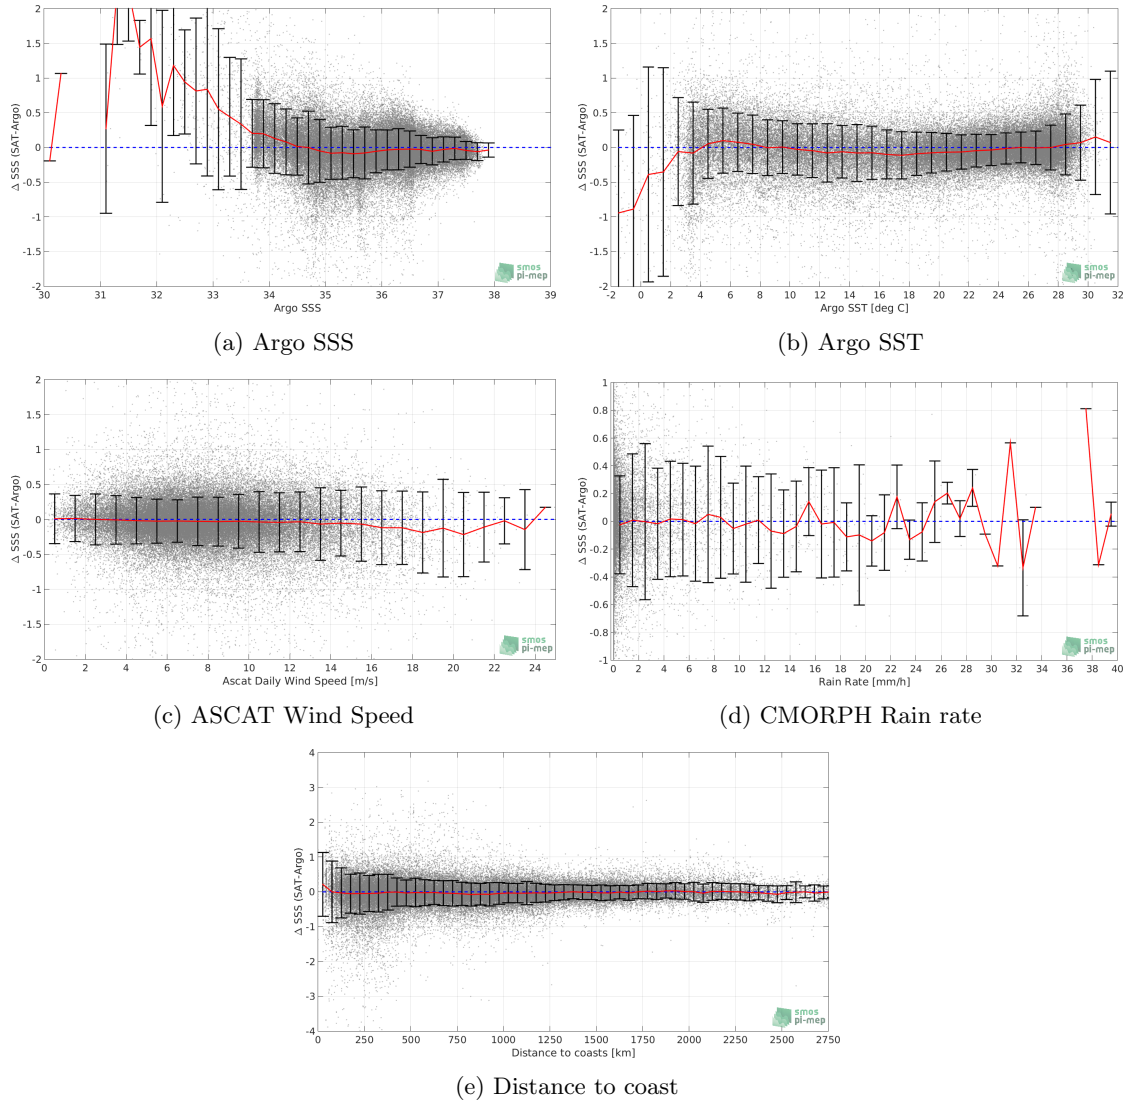 2
1.5
1
0.5
0
-0.5
-1
-1.5
-2
Δ SSS (SAT-Argo)
30 31 32 33 34 35 36 37 38 39
Argo SSS
smos
pi-mep
(a) Argo SSS
2
1.5
1
0.5
0
-0.5
-1
-1.5
-2
Δ SSS (SAT-Argo)
-2 0 2 4 6 8 10 12 14 16 18 20 22 24 26 28 30 32
Argo SST [deg C]
smos
pi-mep
(b) Argo SST
2
1.5
1
0.5
0
-0.5
-1
-1.5
-2
Δ SSS (SAT-Argo)
0 2 4 6 8 10 12 14 16 18 20 22 24
Ascat Daily Wind Speed [m/s]
smos
pi-mep
(c) ASCAT Wind Speed
1
0.8
0.6
0.4
0.2
0
-0.2
-0.4
-0.6
-0.8
-1
Δ SSS (SAT-Argo)
0 2 4 6 8 10 12 14 16 18 20 22 24 26 28 30 32 34 36 38 40
Rain Rate [mm/h]
smos
pi-mep
(d) CMORPH Rain rate
4
3
2
1
0
-1
-2
-3
-4
Δ SSS (SAT-Argo)
0 250 500 750 1000 1250 1500 1750 2000 2250 2500 2750
Distance to coasts [km]
smos
pi-mep
(e) Distance to coast